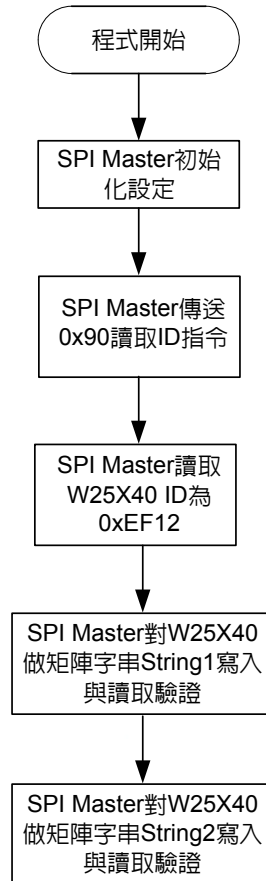 程式開始
SPI Master初始
化設定
SPI Master傳送
0x90讀取ID指令
SPI Master讀取
W25X40 ID為
0xEF12
SPI Master對W25X40
做矩陣字串String1寫入
與讀取驗證
SPI Master對W25X40
做矩陣字串String2寫入
與讀取驗證